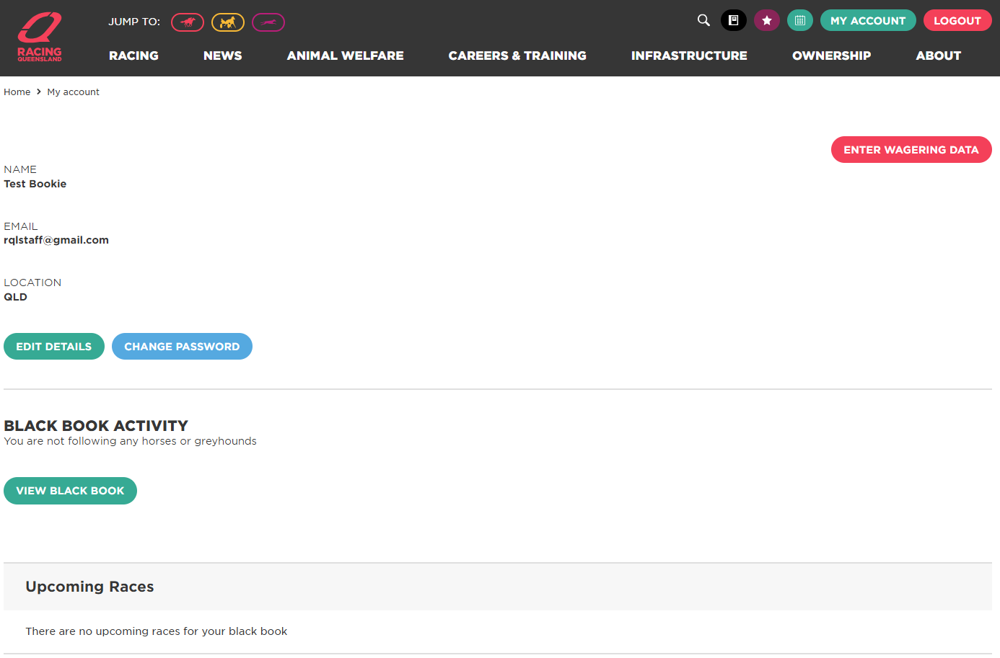 JUMP TO:
MY ACCOUNT
LOGOUT
RACING
QUEENSLAND
RACING
NEWS
ANIMAL WELFARE
CAREERS & TRAINING
INFRASTRUCTURE
OWNERSHIP
ABOUT
Home > My account
ENTER WAGERING DATA
NAME
Test Bookie
EMAIL
rqlstaff@gmail.com
LOCATION
QLD
EDIT DETAILS
CHANGE PASSWORD
BLACK BOOK ACTIVITY
You are not following any horses or greyhounds
VIEW BLACK BOOK
Upcoming Races
There are no upcoming races for your black book